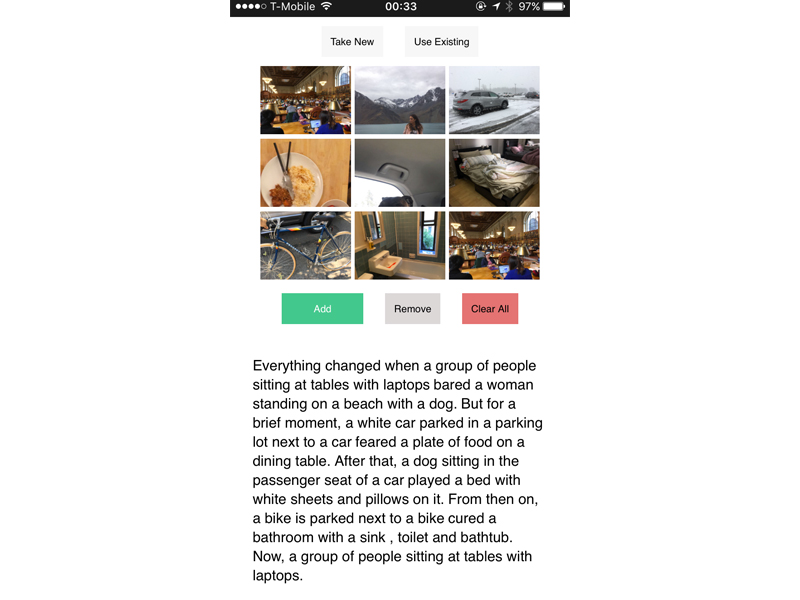 T-Mobile 00:33 97%
Take New Use Existing
Add Remove Clear All
Everything changed when a group of people
sitting at tables with laptops bared a woman
standing on a beach with a dog. But for a
brief moment, a white car parked in a parking
lot next to a car feared a plate of food on a
dining table. After that, a dog sitting in the
passenger seat of a car played a bed with
white sheets and pillows on it. From then on,
a bike is parked next to a bike cured a
bathroom with a sink , toilet and bathtub.
Now, a group of people sitting at tables with
laptops.